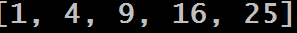 [1, 4, 9, 16, 25]